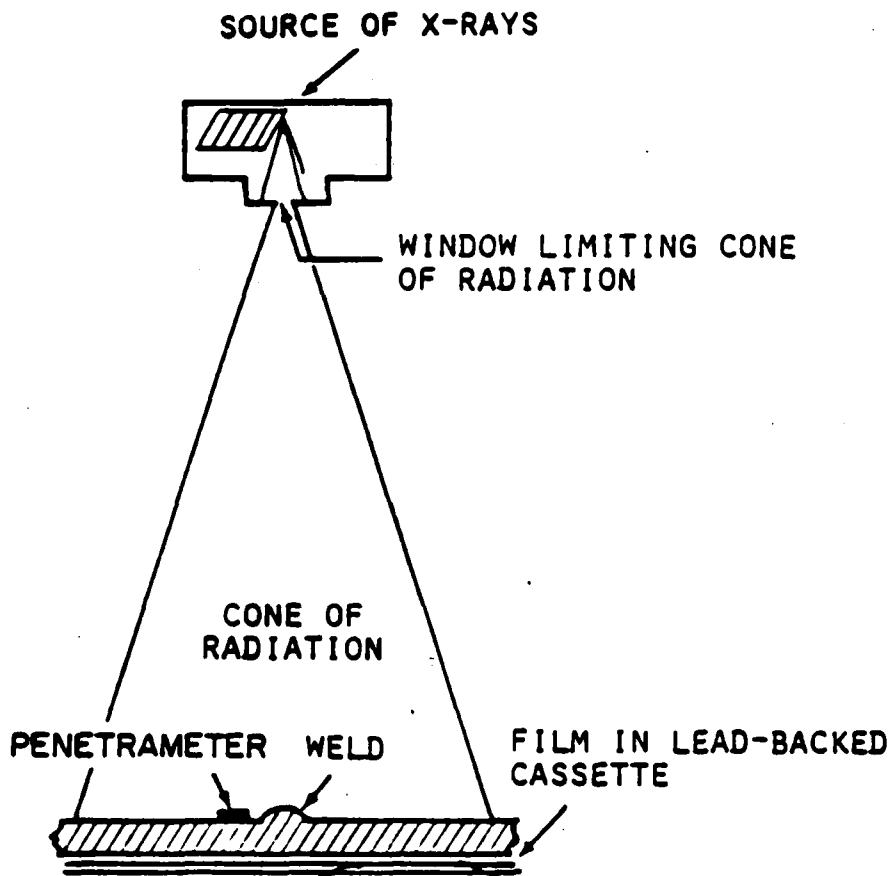 SOURCE OF X-RAYS
WINDOW LIMITING CONE
OF RADIATION
CONE OF
RADIATION
PENETRAMETER WELD
FILM IN LEAD-BACKED
CASSETTE